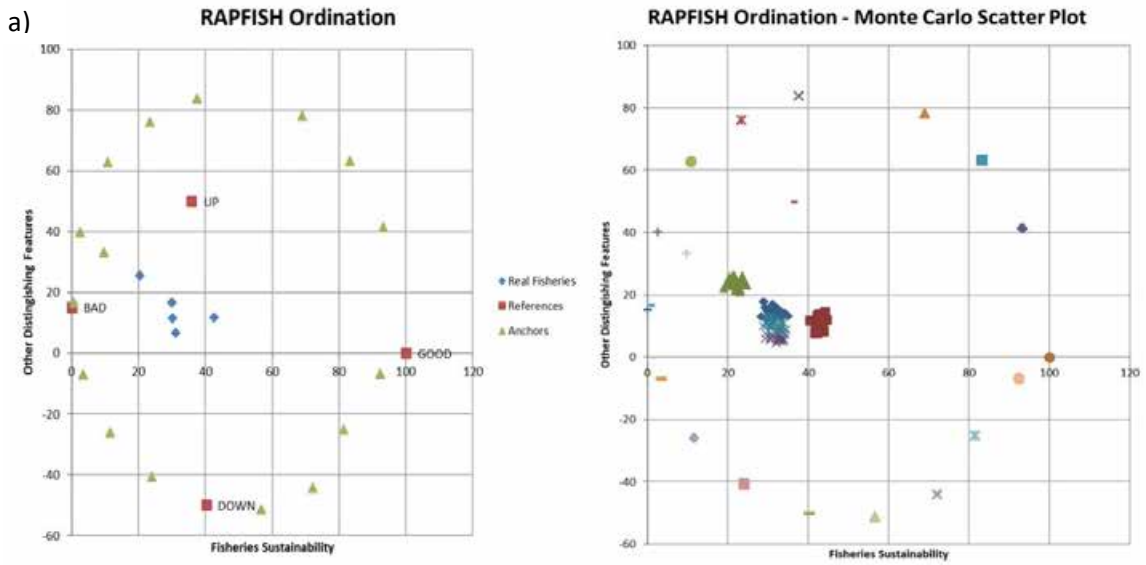 a)
RAPFISH Ordination
100
80
60
40
20
0
-20
-40
-60
0 20 40 60 80 100 120
Other Distingishing Features
Fisheries Sustainability
UP
BAD
GOOD
DOWN
Real Fisheries
References
Anchors
RAPFISH Ordination - Monte Carlo Scatter Plot
100
80
60
40
20
0
-20
-40
-60
0 20 40 60 80 100 120
Other Distingishing Features
Fisheries Sustainability